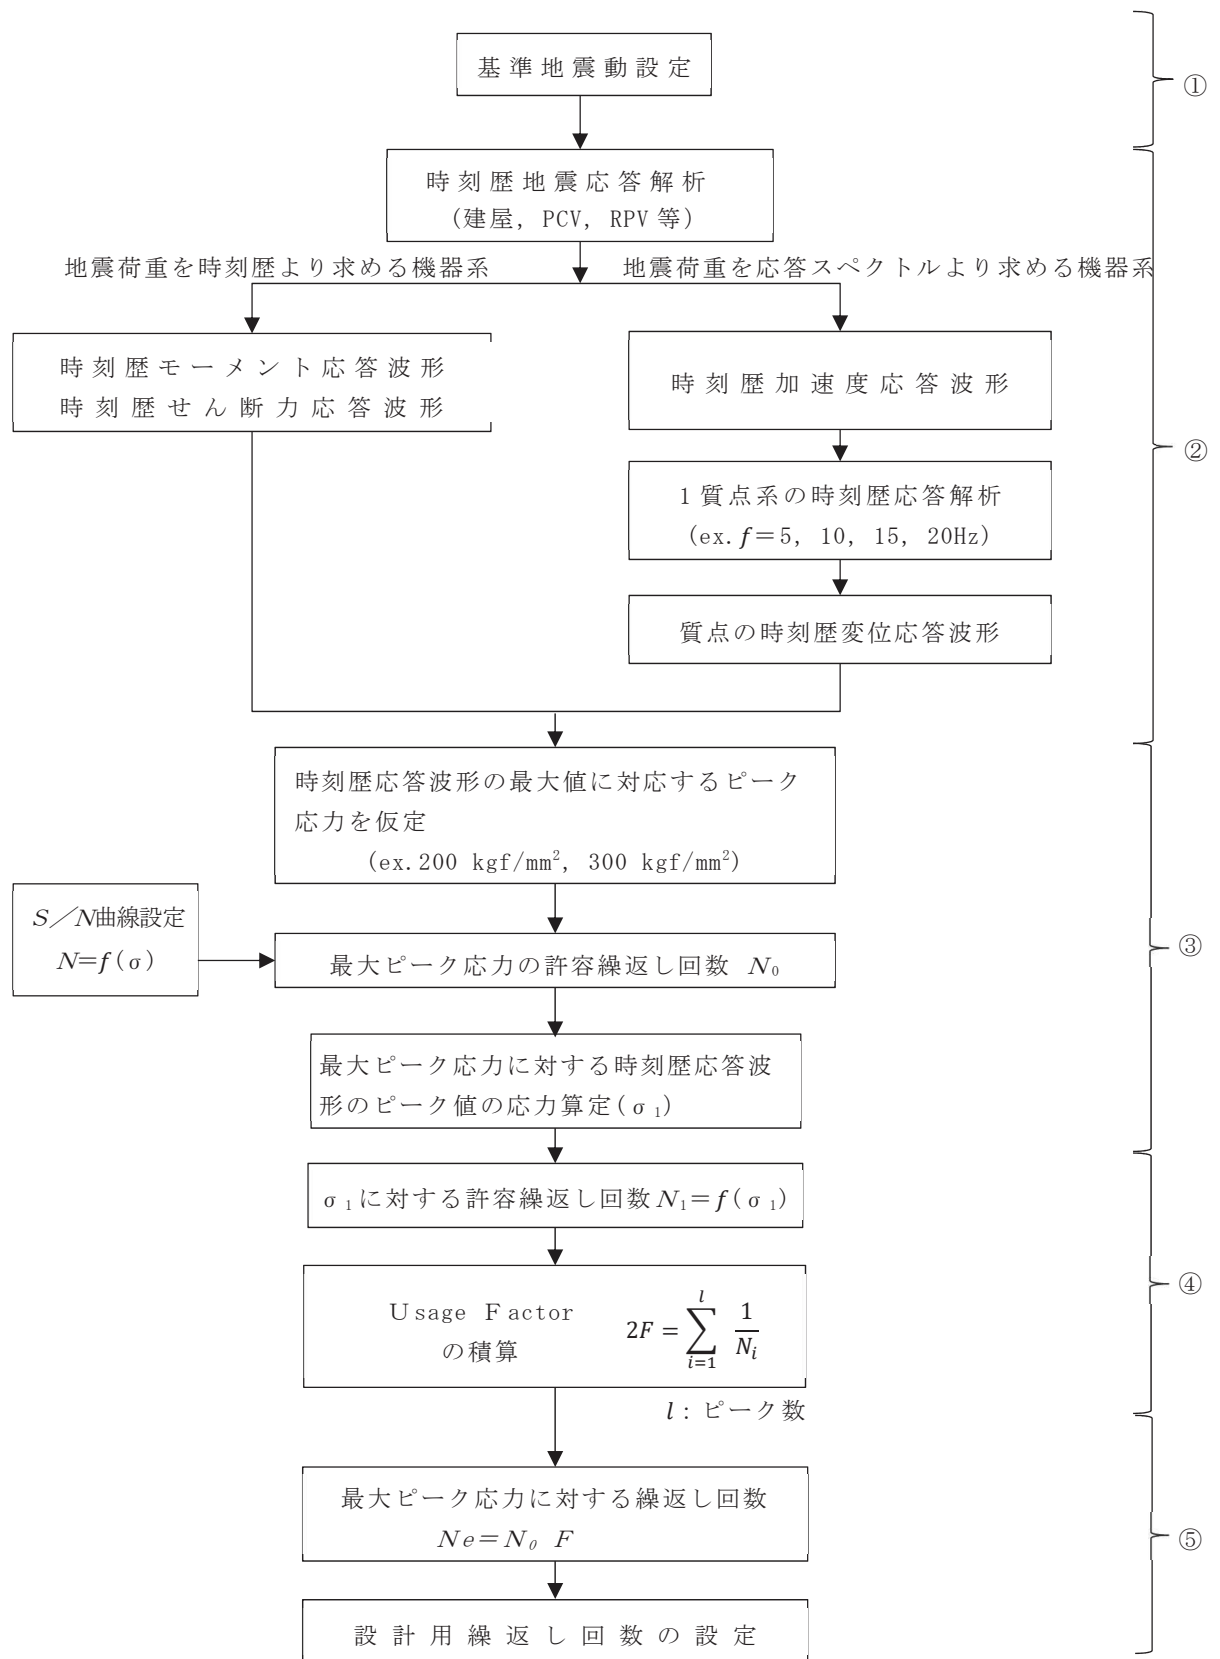 基準地震動設定
①
時刻歴地震応答解析
(建屋, PCV, RPV 等)
地震荷重を時刻歴より求める機器系
地震荷重を応答スペクトルより求める機器系
時刻歴モーメント応答波形
時刻歴せん断力応答波形
時刻歴加速度応答波形
②
1 質点系の時刻歴応答解析
(ex. f＝5, 10, 15, 20Hz)
質点の時刻歴変位応答波形
時刻歴応答波形の最大値に対応するピーク
応力を仮定
(ex. 200 kgf/mm², 300 kgf/mm²)
S／N曲線設定
N=f(σ)
最大ピーク応力の許容繰返し回数 N₀
③
最大ピーク応力に対する時刻歴応答波
形のピーク値の応力算定(σ₁)
σ₁に対する許容繰返し回数N₁＝f(σ₁)
④
Usage Factor
の積算
2F = \sum_{i=1}^{l} \frac{1}{N_i}
l : ピーク数
最大ピーク応力に対する繰返し回数
Ne＝N₀ F
⑤
設計用繰返し回数の設定